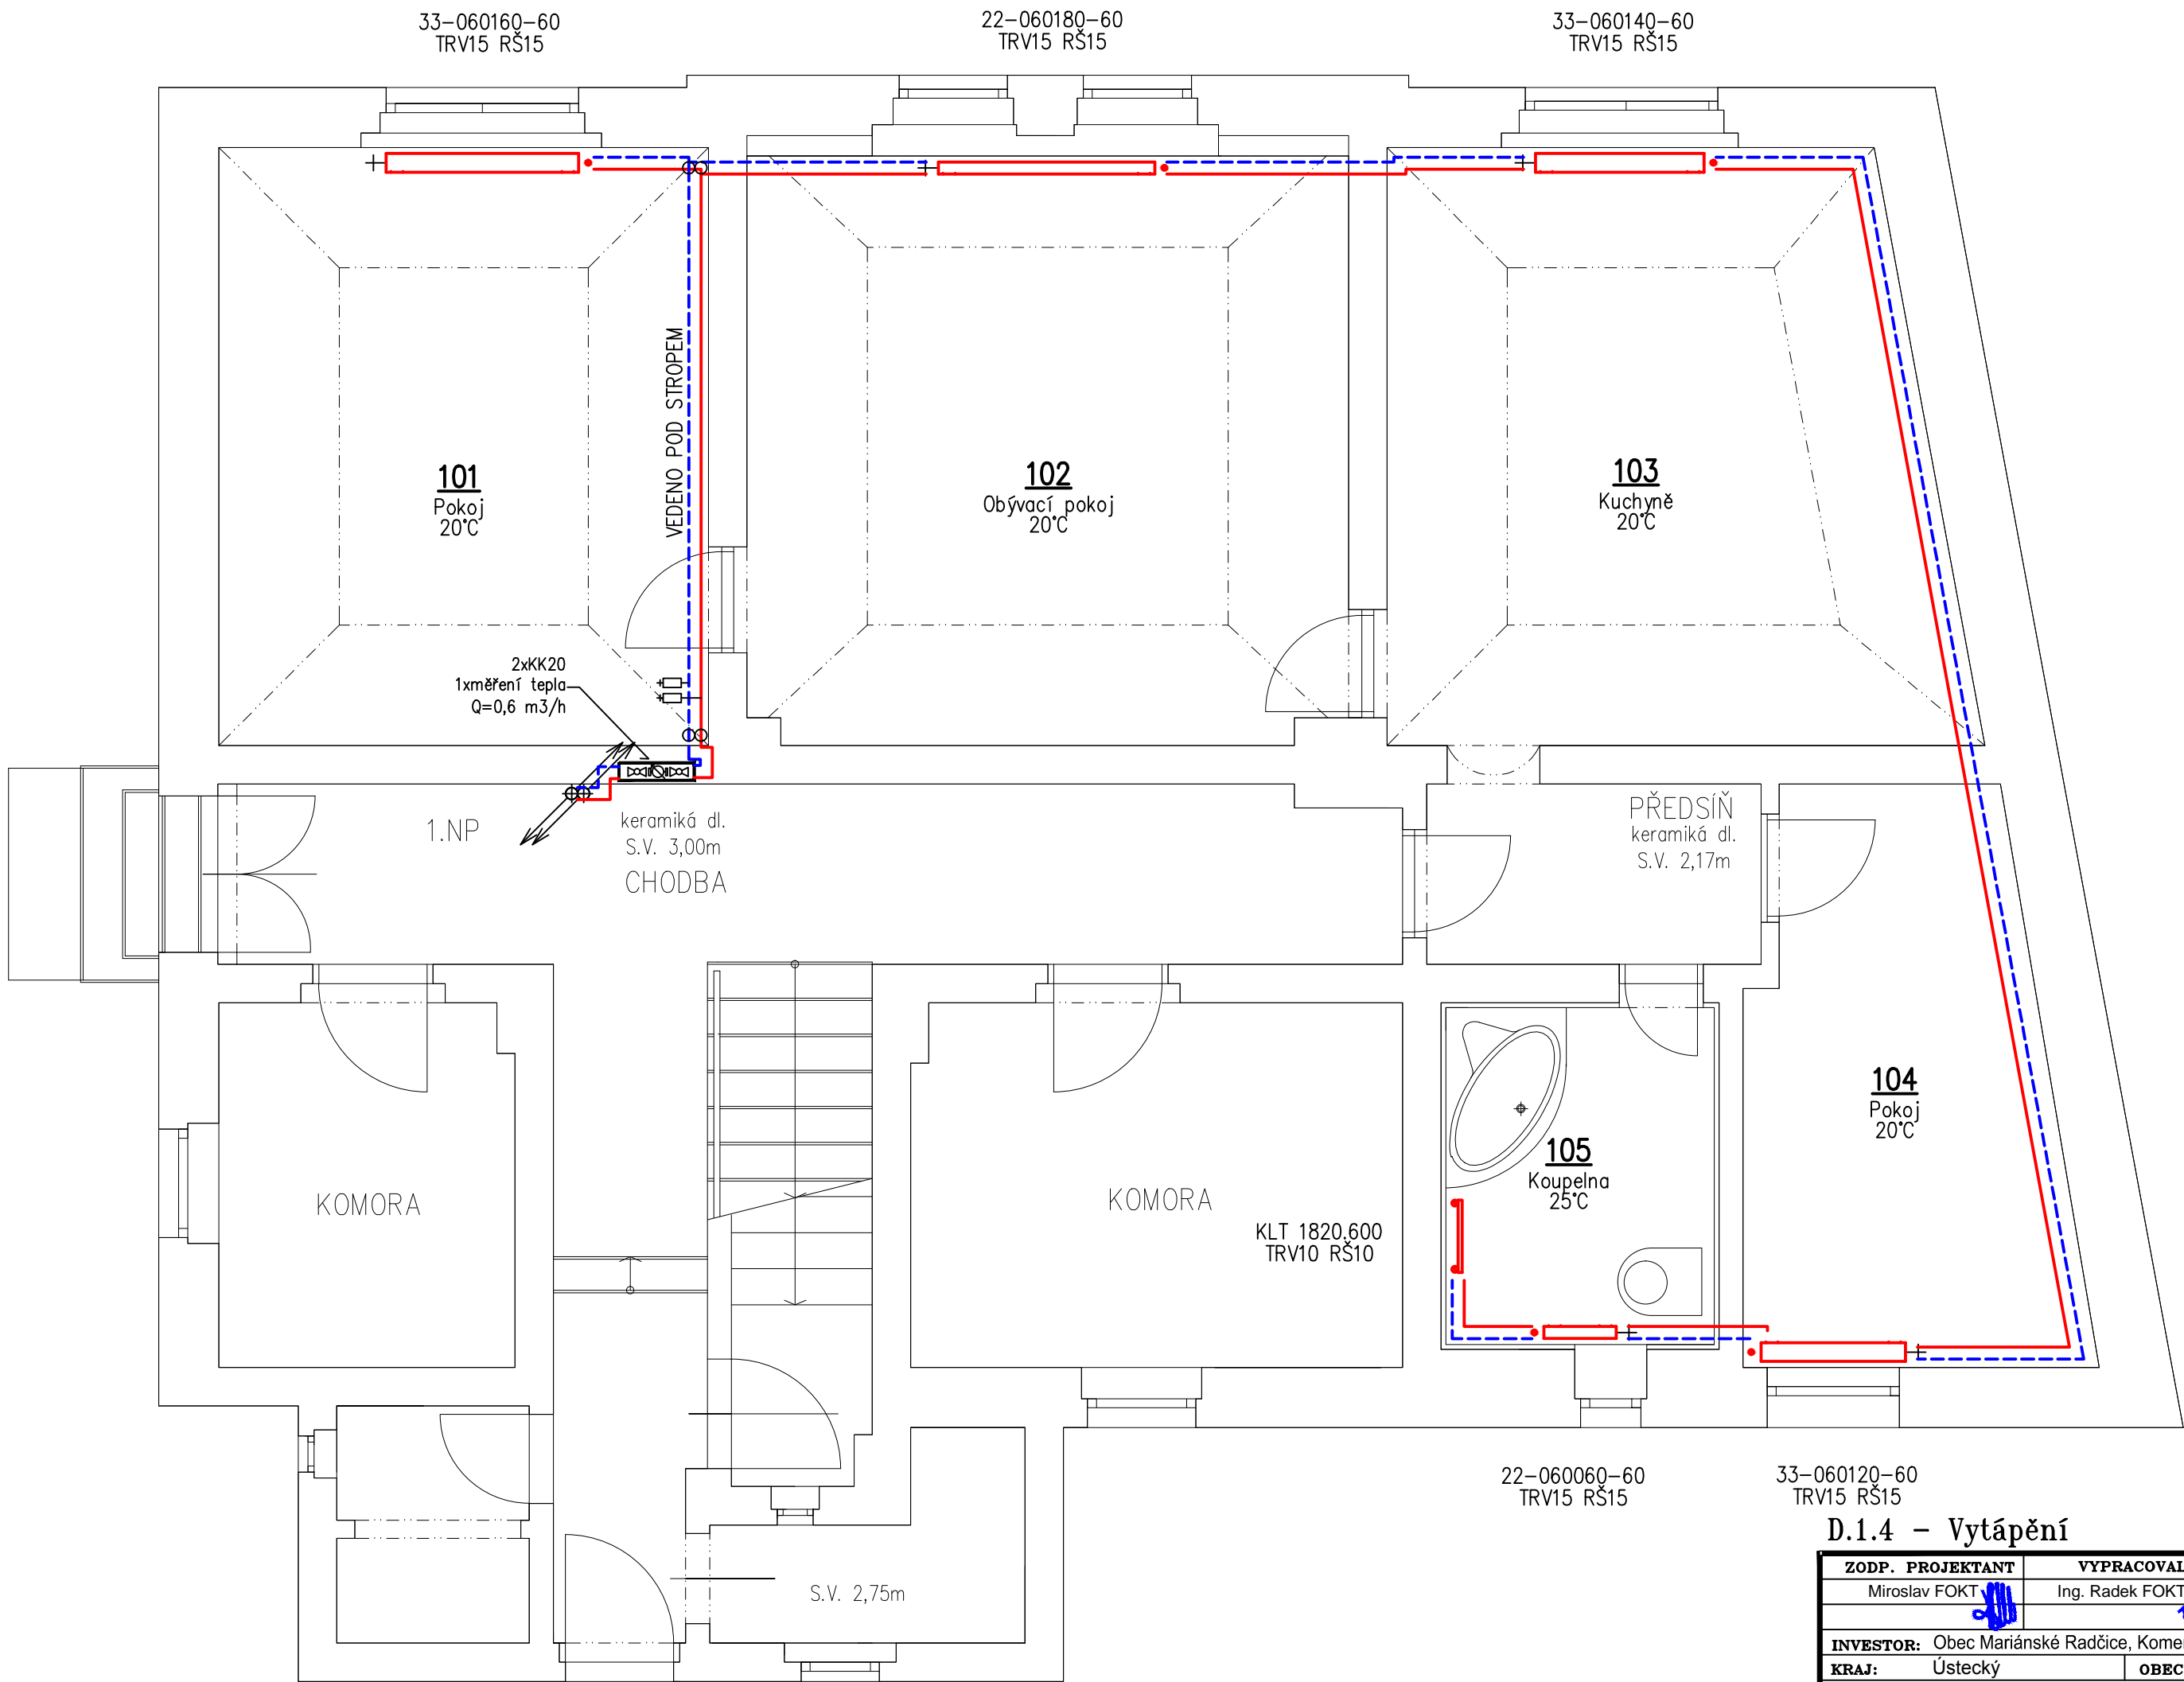 33-060160-60
TRV15 RŠ15
22-060180-60
TRV15 RŠ15
33-060140-60
TRV15 RŠ15
VEDENO POD STROPEM
101
Pokoj
20°C
102
Obývací pokoj
20°C
103
Kuchyně
20°C
2xKK20
1xměření tepla
Q=0,6 m3/h
1.NP
keramiká dl.
S.V. 3,00m
CHODBA
PŘEDSÍŇ
keramiká dl.
S.V. 2,17m
104
Pokoj
20°C
105
Koupelna
25°C
KOMORA
KOMORA
KLT 1820.600
TRV10 RŠ10
22-060060-60
TRV15 RŠ15
33-060120-60
TRV15 RŠ15
S.V. 2,75m
D.1.4 - Vytápění
ZODP. PROJEKTANT
VYPRACOVAL
Miroslav FOKT
Ing. Radek FOKT
INVESTOR: Obec Mariánské Radčice,
KRAJ: Ústecký
OBEC